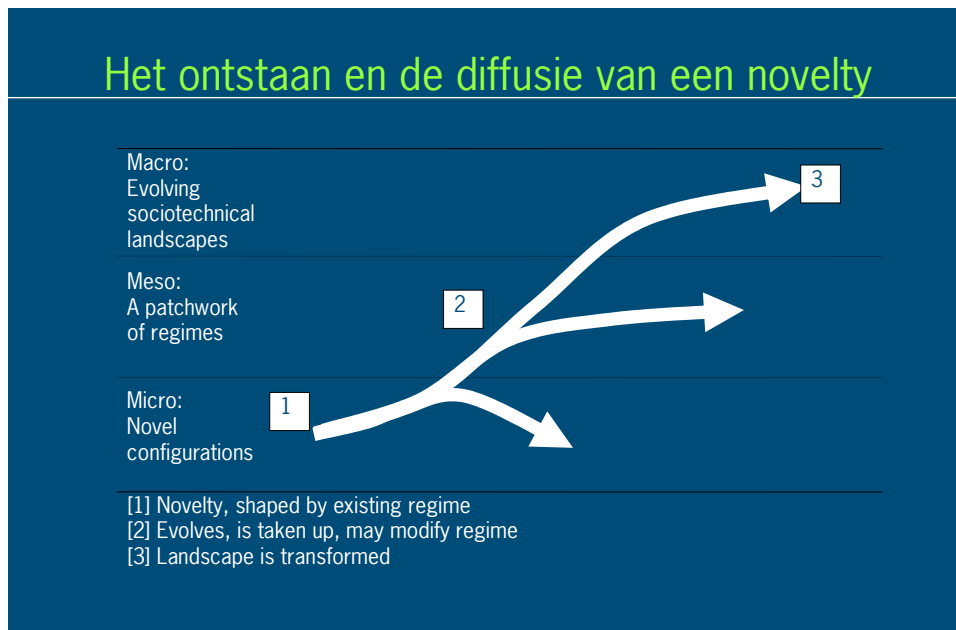 Het ontstaan en de diffusie van een novelty
Macro:
Evolving
sociotechnical
landscapes
3
Meso:
A patchwork
of regimes
2
Micro:
Novel
configurations
1
[1] Novelty, shaped by existing regime
[2] Evolves, is taken up, may modify regime
[3] Landscape is transformed